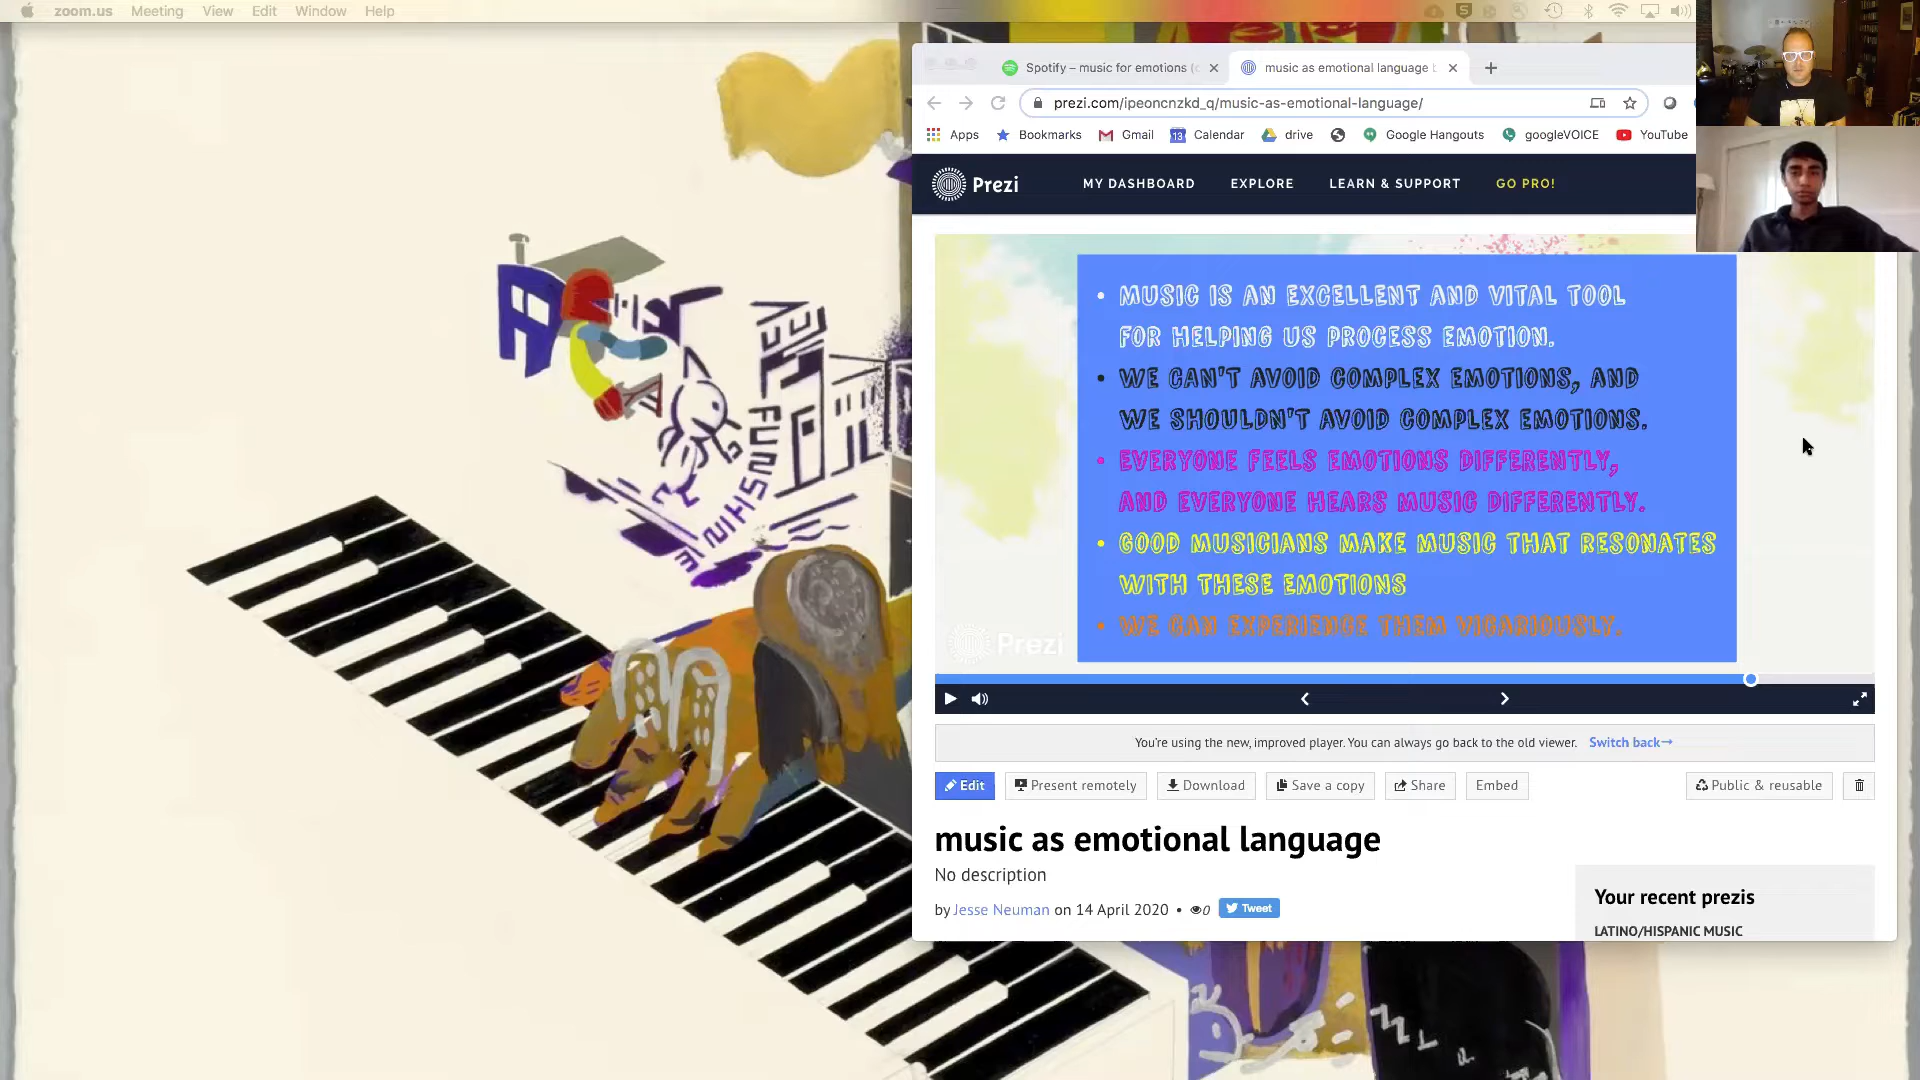 zoom.us Meeting View Edit Window Help
Spotify – music for emotions (c
music as emotional language b
prezi.com/ipeoncnzkd_q/music-as-emotional-language/
Apps Bookmarks Gmail 13 Calendar drive Google Hangouts googleVOICE YouTube
Prezi MY DASHBOARD EXPLORE LEARN & SUPPORT GO PRO!
• MUSIC IS AN EXCELLENT AND VITAL TOOL
FOR HELPING US PROCESS EMOTION.
• WE CAN'T AVOID COMPLEX EMOTIONS, AND
WE SHOULDN'T AVOID COMPLEX EMOTIONS.
• EVERYONE FEELS EMOTIONS DIFFERENTLY,
AND EVERYONE HEARS MUSIC DIFFERENTLY.
• GOOD MUSICIANS MAKE MUSIC THAT RESONATES
WITH THESE EMOTIONS
• WE CAN EXPERIENCE THEM VICARIOUSLY.
Prezi
You're using the new, improved player. You can always go back to the old viewer. Switch back→
Edit Present remotely Download Save a copy Share Embed Public & reusable
music as emotional language
No description
by Jesse Neuman on 14 April 2020 • 0 Tweet
Your recent prezis
LATINO/HISPANIC MUSIC